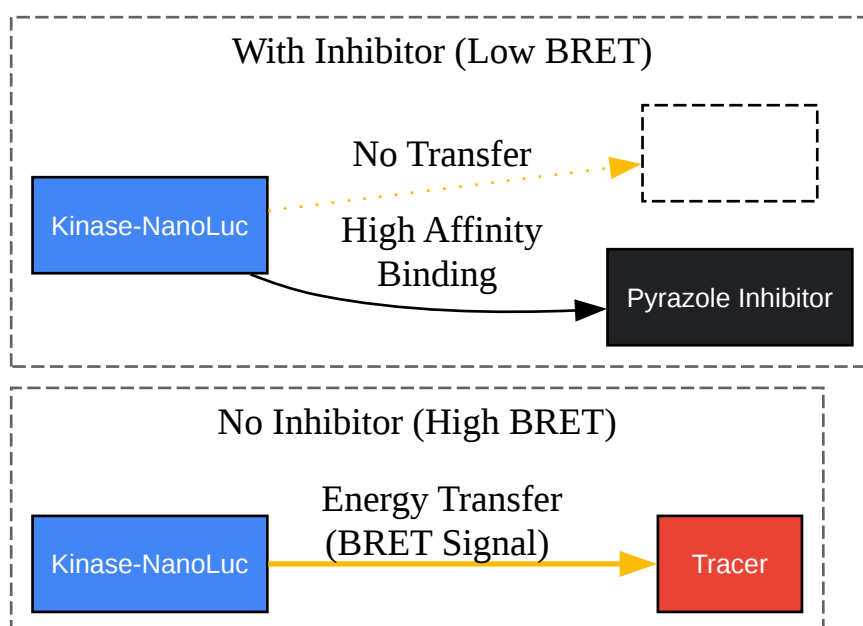 With Inhibitor (Low BRET)
No Transfer
Kinase-NanoLuc
High Affinity
Binding
Pyrazole Inhibitor
No Inhibitor (High BRET)
Energy Transfer
(BRET Signal)
Kinase-NanoLuc
Tracer